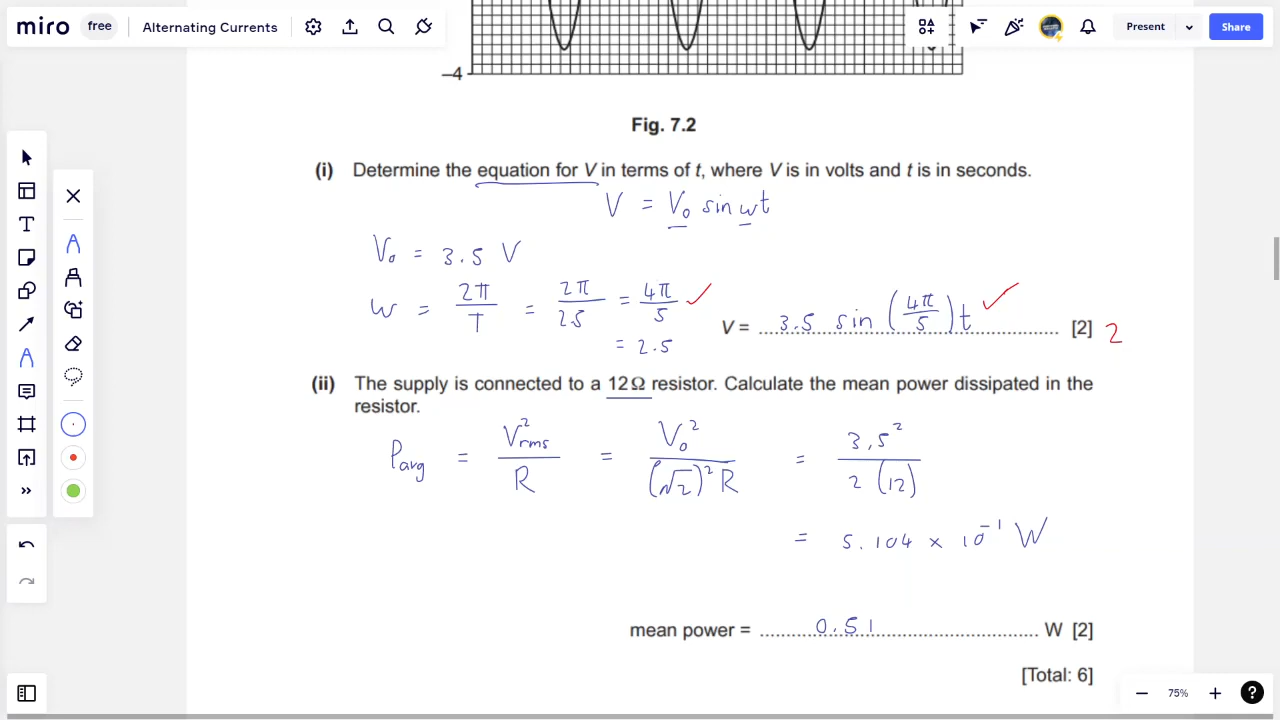 miro free Alternating Currents Present Share
−4
Fig. 7.2
(i) Determine the equation for V in terms of t, where V is in volts and t is in seconds.
V = V₀ sin ωt
V₀ = 3.5 V
ω = 2π/T = 2π/2.5 = 4π/5 ✓
= 2.5
V = 3.5 sin (4π/5) t ✓ [2] 2
(ii) The supply is connected to a 12 Ω resistor. Calculate the mean power dissipated in the
resistor.
Pavg = V²rms/R = V₀²/(√2)²R = 3.5²/2(12)
= 5.104 × 10⁻¹ W
mean power = 0.51 W [2]
[Total: 6]
75%